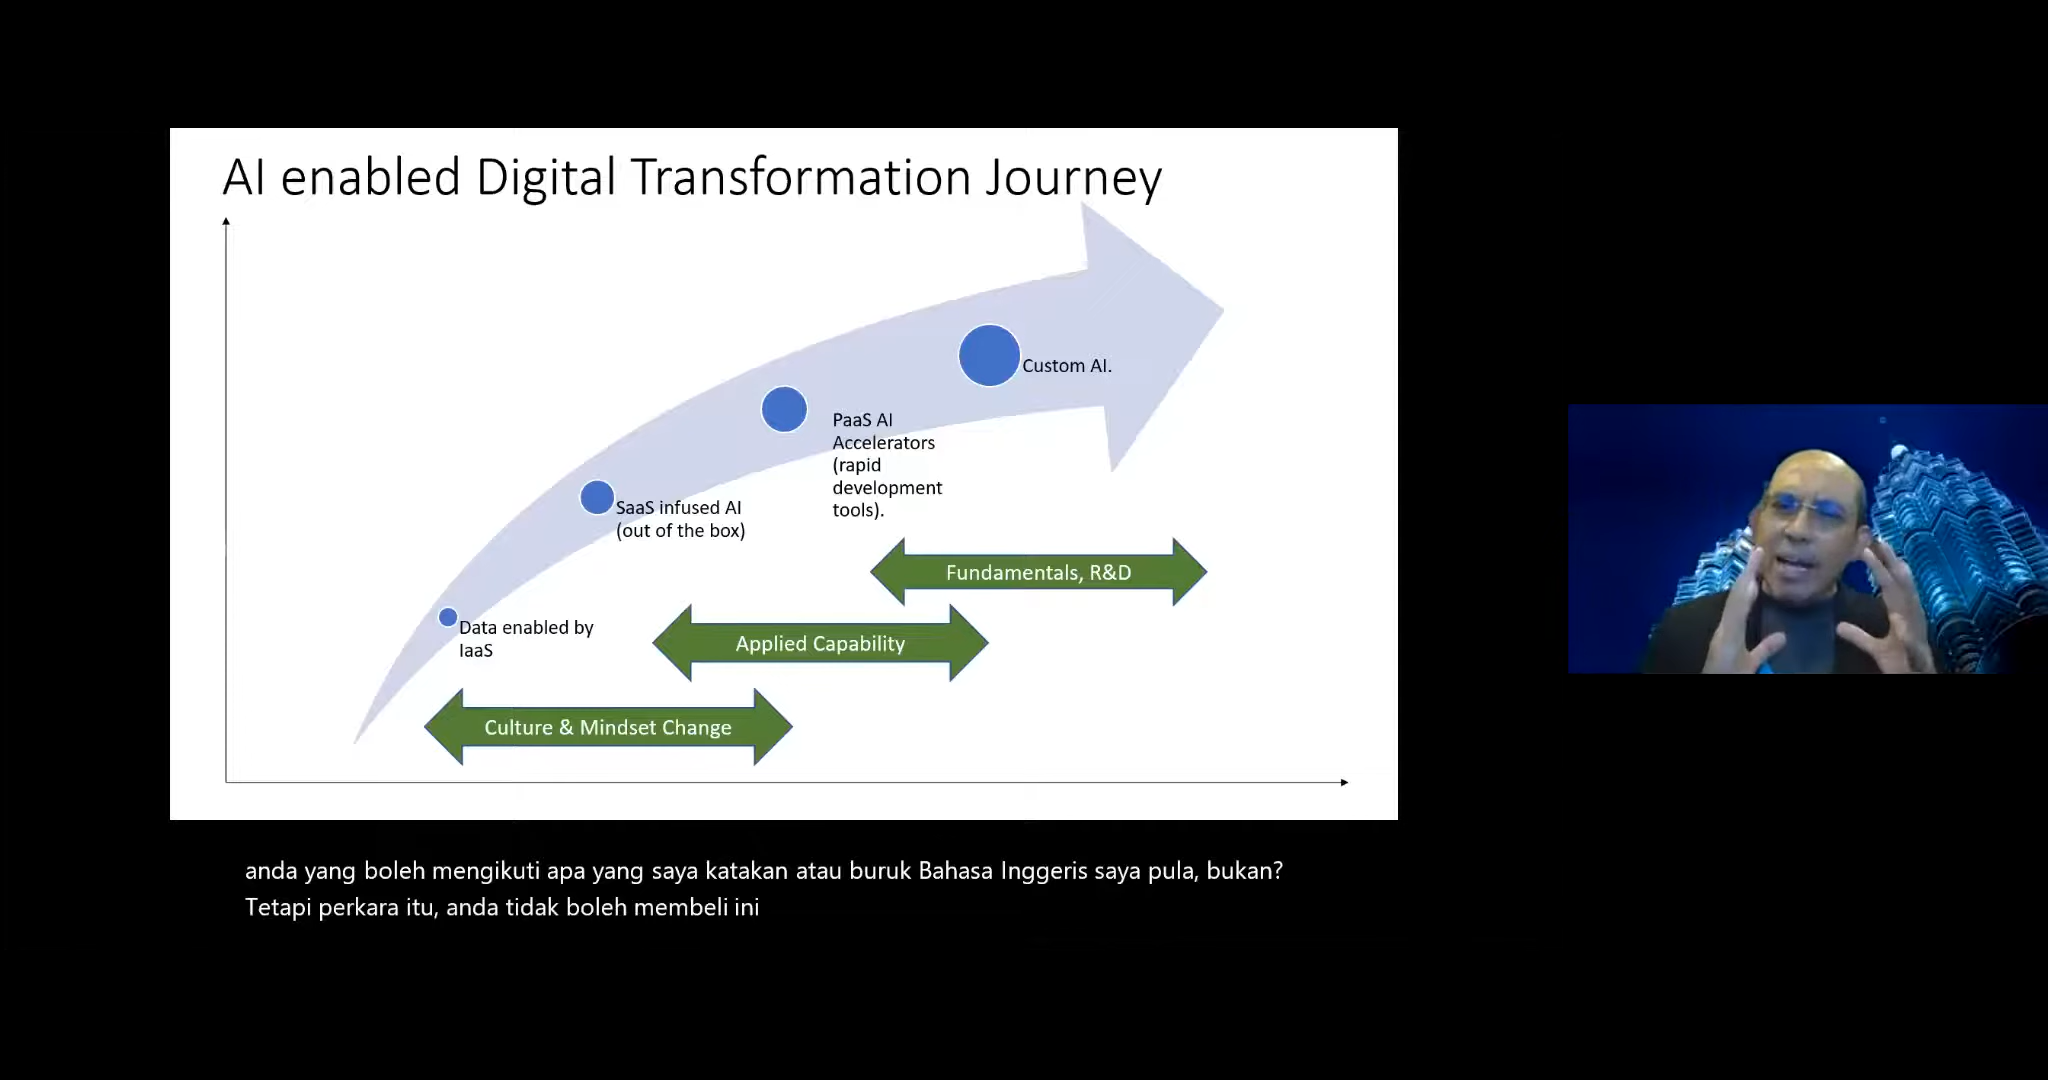 AI enabled Digital Transformation Journey
Custom AI.
PaaS AI
Accelerators
(rapid
development
tools).
SaaS infused AI
(out of the box)
Fundamentals, R&D
Data enabled by
IaaS
Applied Capability
Culture & Mindset Change
anda yang boleh mengikuti apa yang saya katakan atau buruk Bahasa Inggeris saya pula, bukan?
Tetapi perkara itu, anda tidak boleh membeli ini